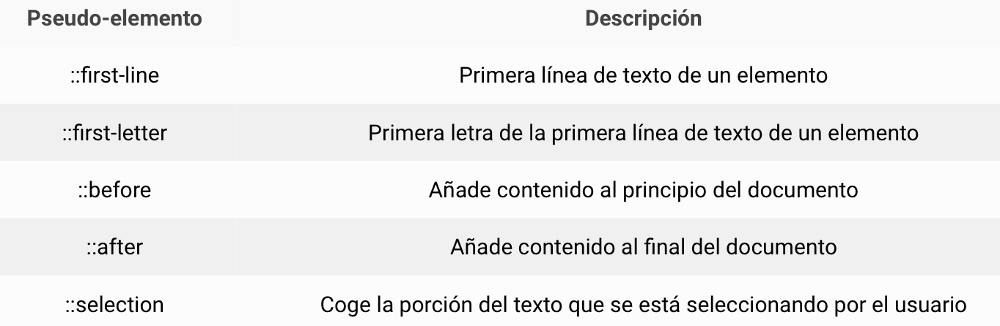 Pseudo-elemento Descripción
::first-line Primera línea de texto de un elemento
::first-letter Primera letra de la primera línea de texto de un elemento
::before Añade contenido al principio del documento
::after Añade contenido al final del documento
::selection Coge la porción del texto que se está seleccionando por el usuario